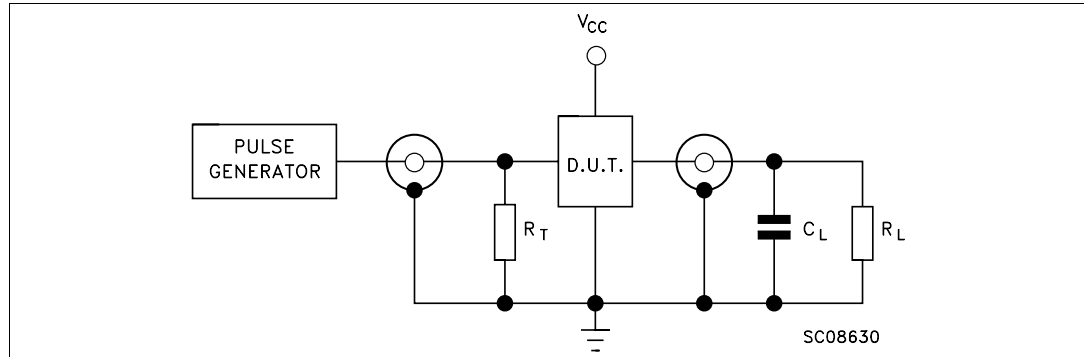 VCC
PULSE
GENERATOR
D.U.T.
RT
CL
RL
SC08630